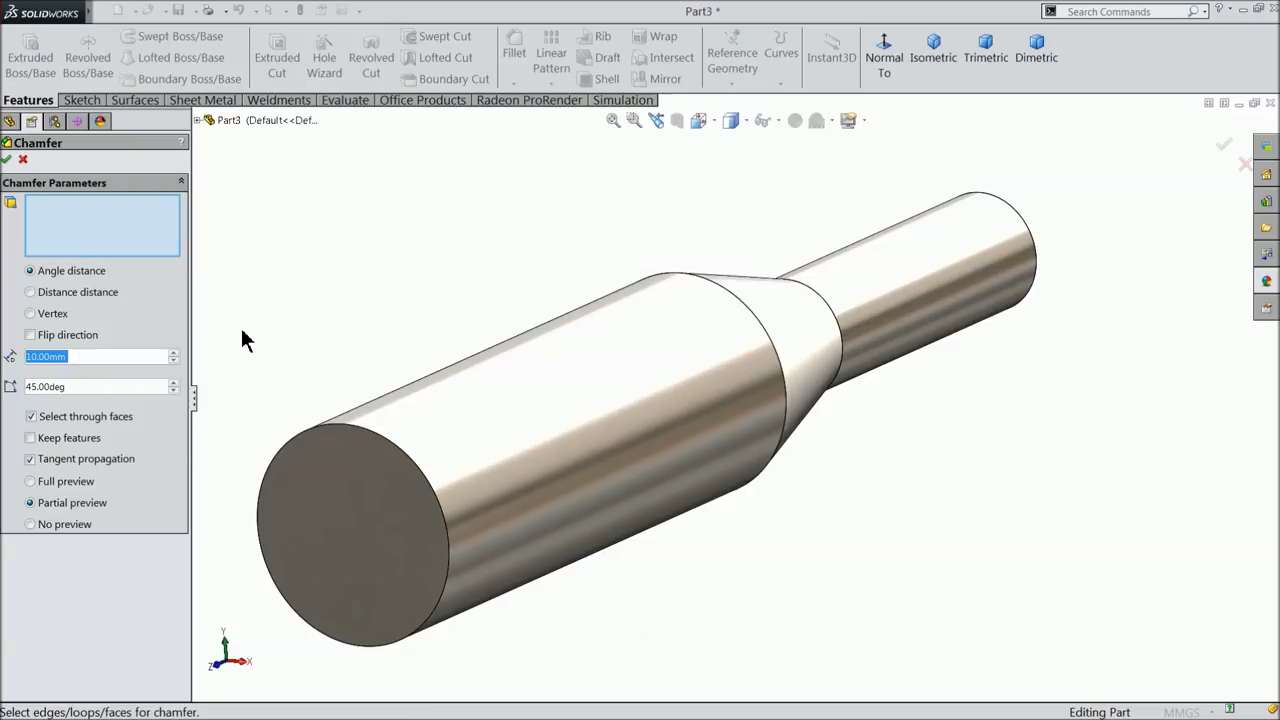 SOLIDWORKS
Part3 *
Search Commands
Extruded Boss/Base
Revolved Boss/Base
Swept Boss/Base
Lofted Boss/Base
Boundary Boss/Base
Extruded Cut
Hole Wizard
Revolved Cut
Swept Cut
Lofted Cut
Boundary Cut
Fillet
Linear Pattern
Rib
Draft
Shell
Wrap
Intersect
Mirror
Reference Geometry
Curves
Instant3D
Normal To
Isometric
Trimetric
Dimetric
Features Sketch Surfaces Sheet Metal Weldments Evaluate Office Products Radeon ProRender Simulation
Part3 (Default<<Def...
Chamfer
?
Chamfer Parameters
Angle distance
Distance distance
Vertex
Flip direction
10.00mm
45.00deg
Select through faces
Keep features
Tangent propagation
Full preview
Partial preview
No preview
Y
Z
X
Select edges/loops/faces for chamfer.
Editing Part
MMGS